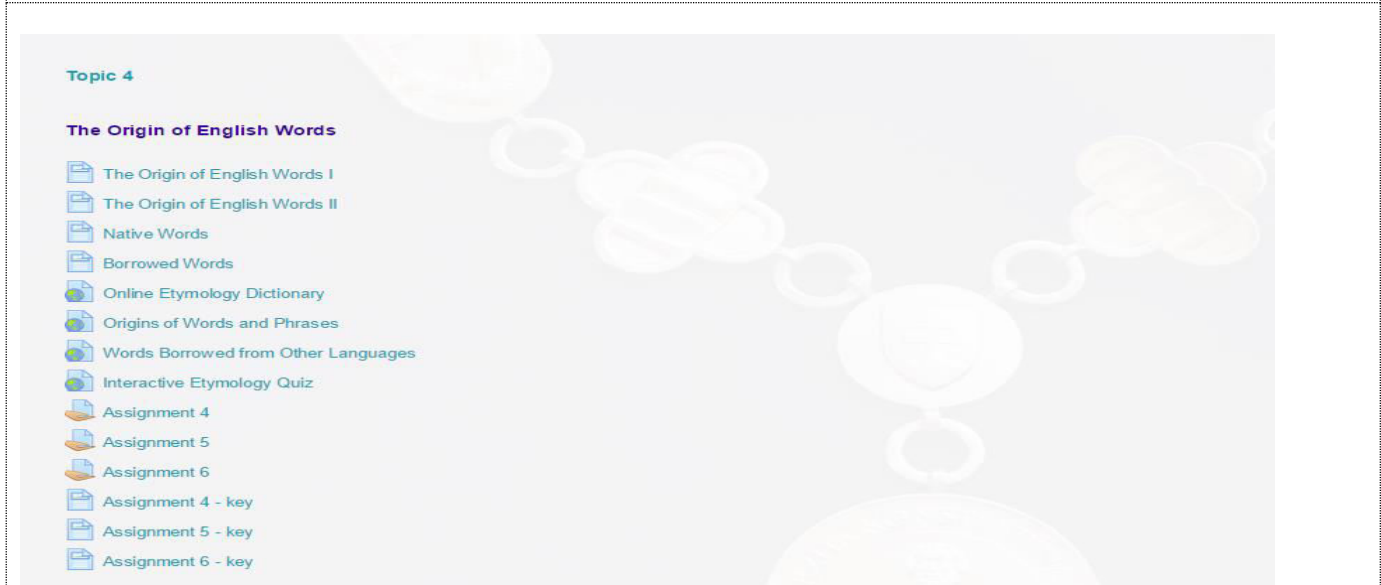 Topic 4
The Origin of English Words
The Origin of English Words I
The Origin of English Words II
Native Words
Borrowed Words
Online Etymology Dictionary
Origins of Words and Phrases
Words Borrowed from Other Languages
Interactive Etymology Quiz
Assignment 4
Assignment 5
Assignment 6
Assignment 4 - key
Assignment 5 - key
Assignment 6 - key